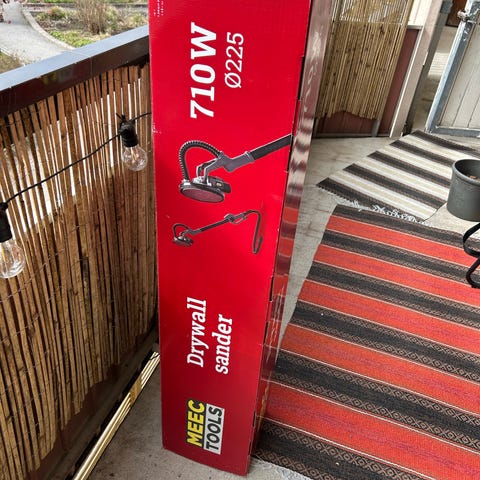 710W
Ø225
Drywall
sander
MEEC
TOOLS